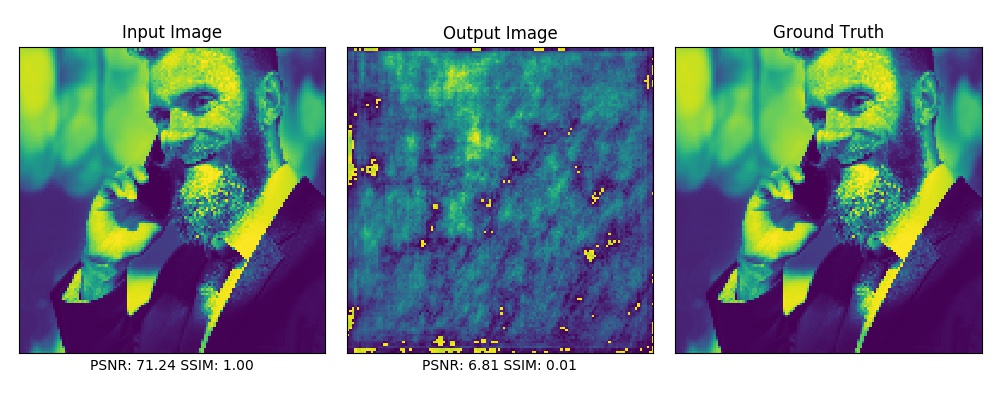 Input Image
Output Image
Ground Truth
PSNR: 71.24 SSIM: 1.00
PSNR: 6.81 SSIM: 0.01